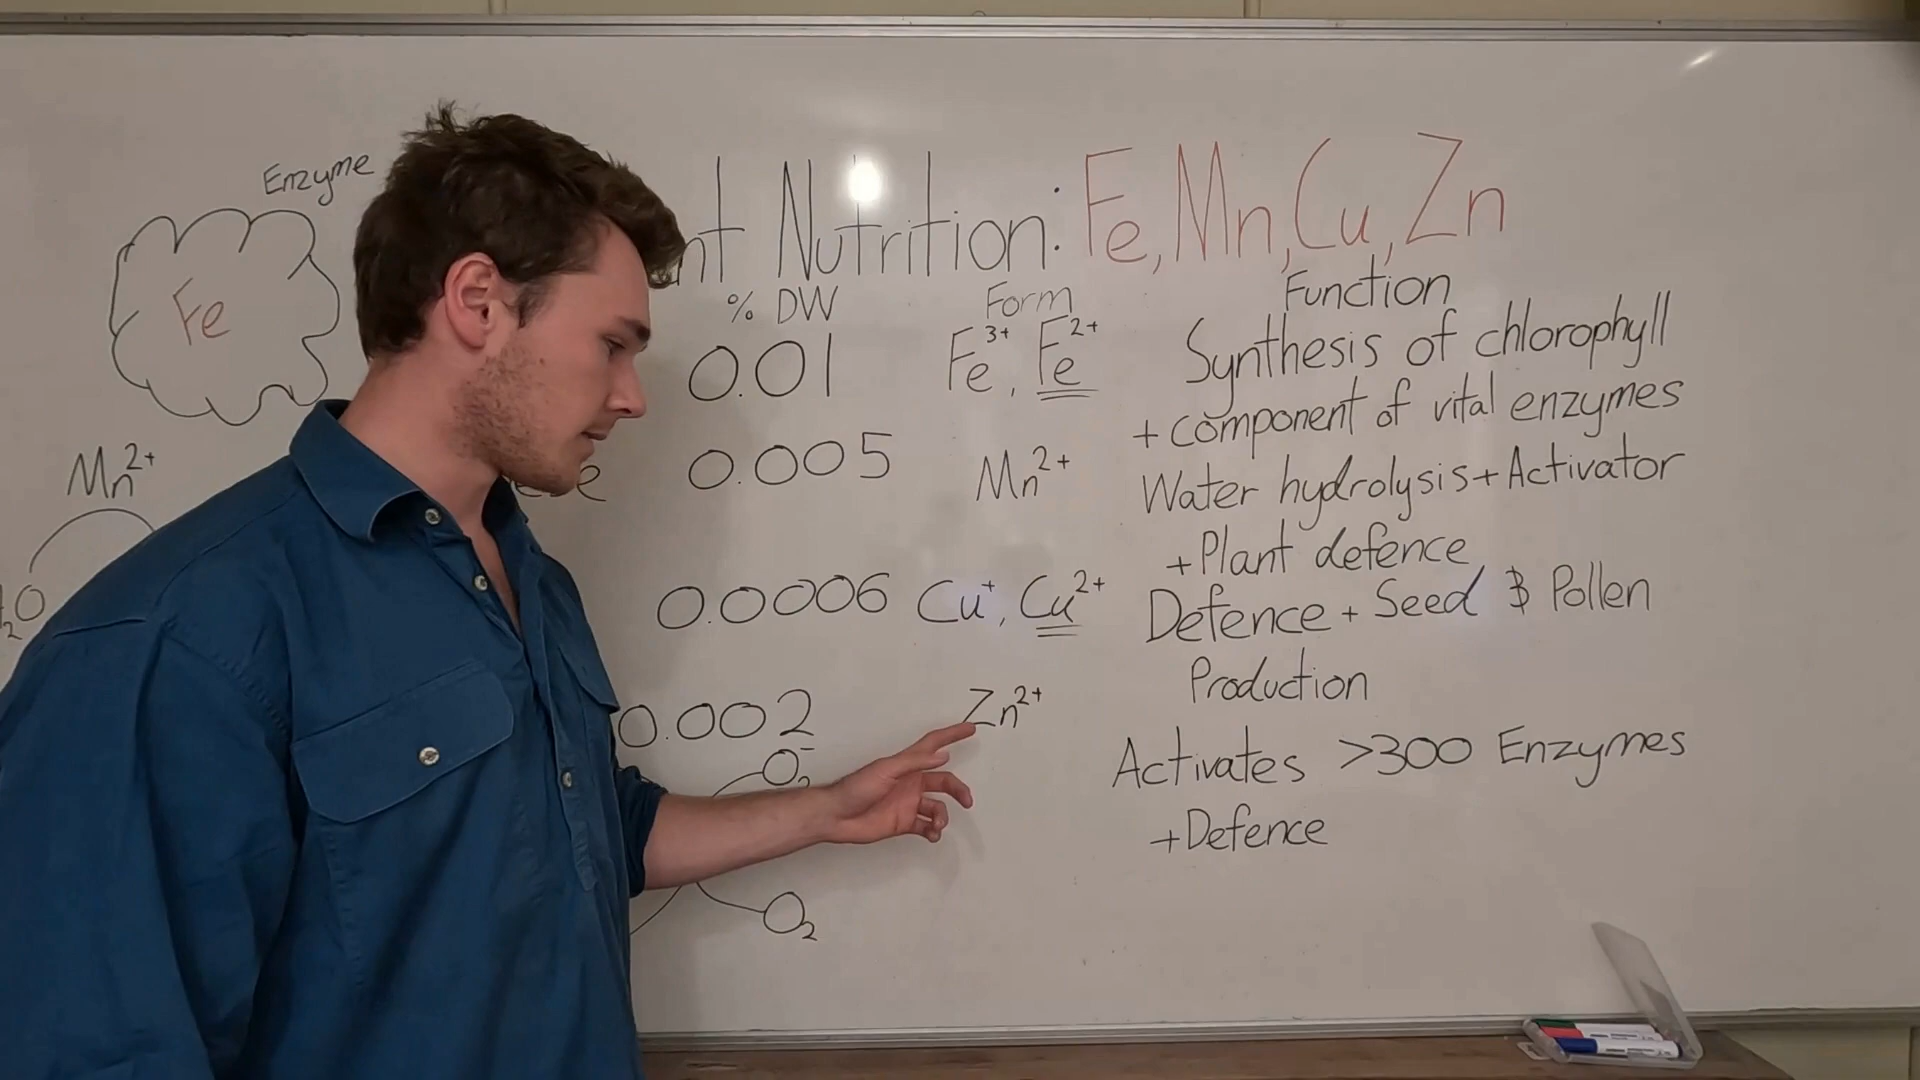 Enzyme
Fe
Mn2+
nt Nutrition: Fe, Mn, Cu, Zn
% DW Form Function
0.01 Fe3+, Fe2+ Synthesis of chlorophyll
+ component of vital enzymes
0.005 Mn2+ Water hydrolysis + Activator
+ Plant defence
0.0006 Cu+, Cu2+ Defence + Seed & Pollen
Production
0.002 Zn2+ Activates >300 Enzymes
+ Defence
O2-
O2